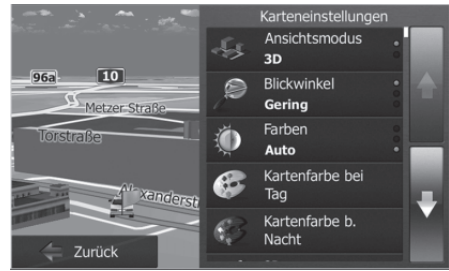 Karteneinstellungen
Ansichtsmodus
3D
Blickwinkel
Gering
Farben
Auto
Kartenfarbe bei
Tag
Kartenfarbe b.
Nacht
96a
10
Metzer Straße
Torstraße
Zurück